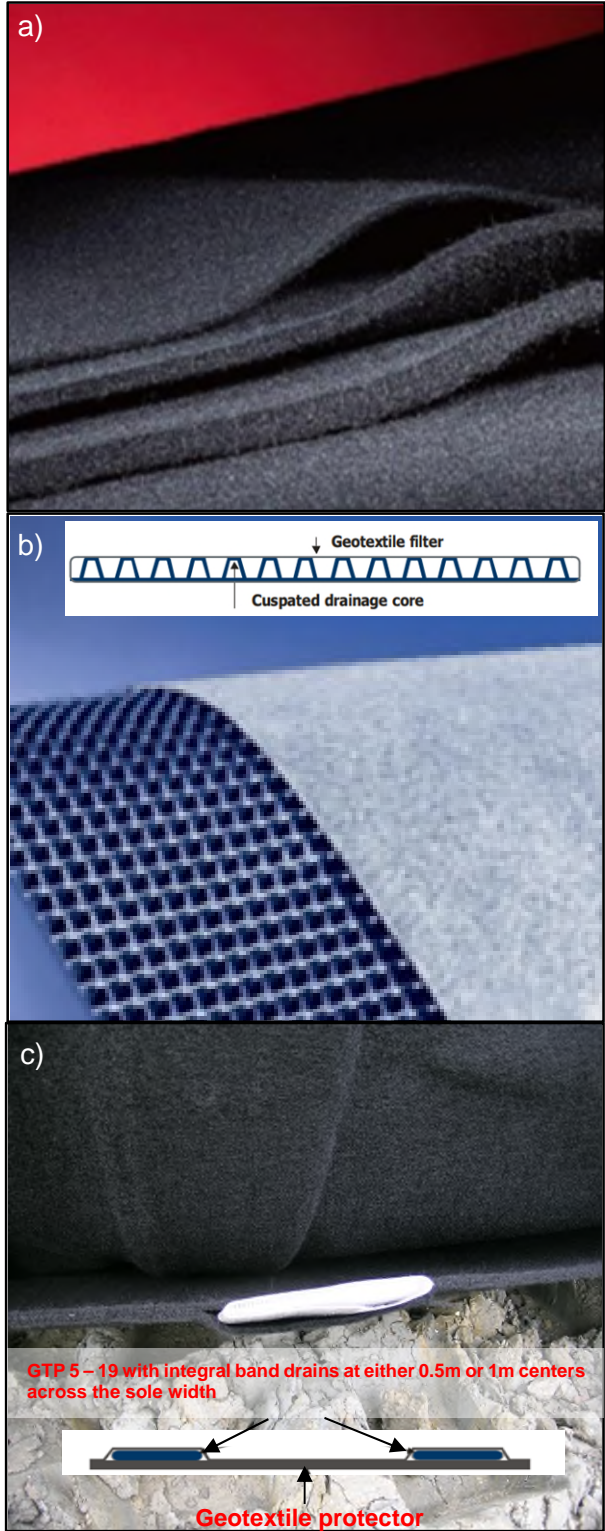 a)
b)
Geotextile filter
Cuspated drainage core
c)
GTP 5 – 19 with integral band drains at either 0.5m or 1m centers
across the sole width
Geotextile protector